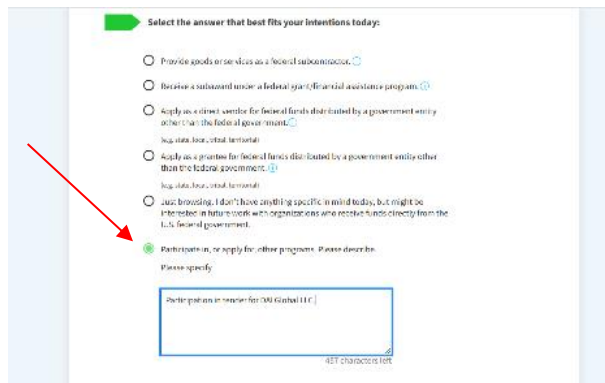 Select the answer that best fits your intentions today:
Provide goods or services as a federal subcontractor.
Receive a subaward under a federal grant/financial assistance program.
Apply as a direct vendor for federal funds distributed by a government entity
other than the federal government.
(e.g. state, local, tribal, territorial)
Apply as a grantee for federal funds distributed by a government entity other
than the federal government.
(e.g. state, local, tribal, territorial)
Just browsing. I don't have anything specific in mind today, but might be
interested in future work with organizations who receive funds directly from the
U.S. federal government.
Participate in, or apply for, other programs. Please describe.
Please specify
Participation in tender for DAI Global LLC
437 characters left